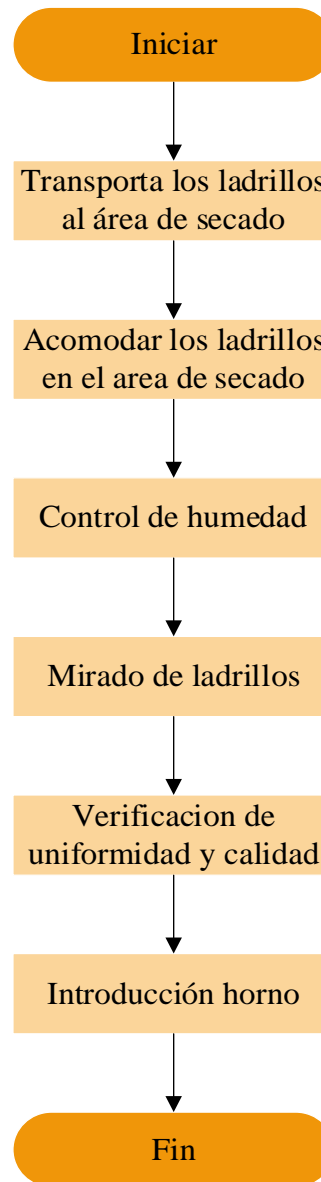 Iniciar
Transporta los ladrillos
al área de secado
Acomodar los ladrillos
en el area de secado
Control de humedad
Mirado de ladrillos
Verificacion de
uniformidad y calidad
Introducción horno
Fin